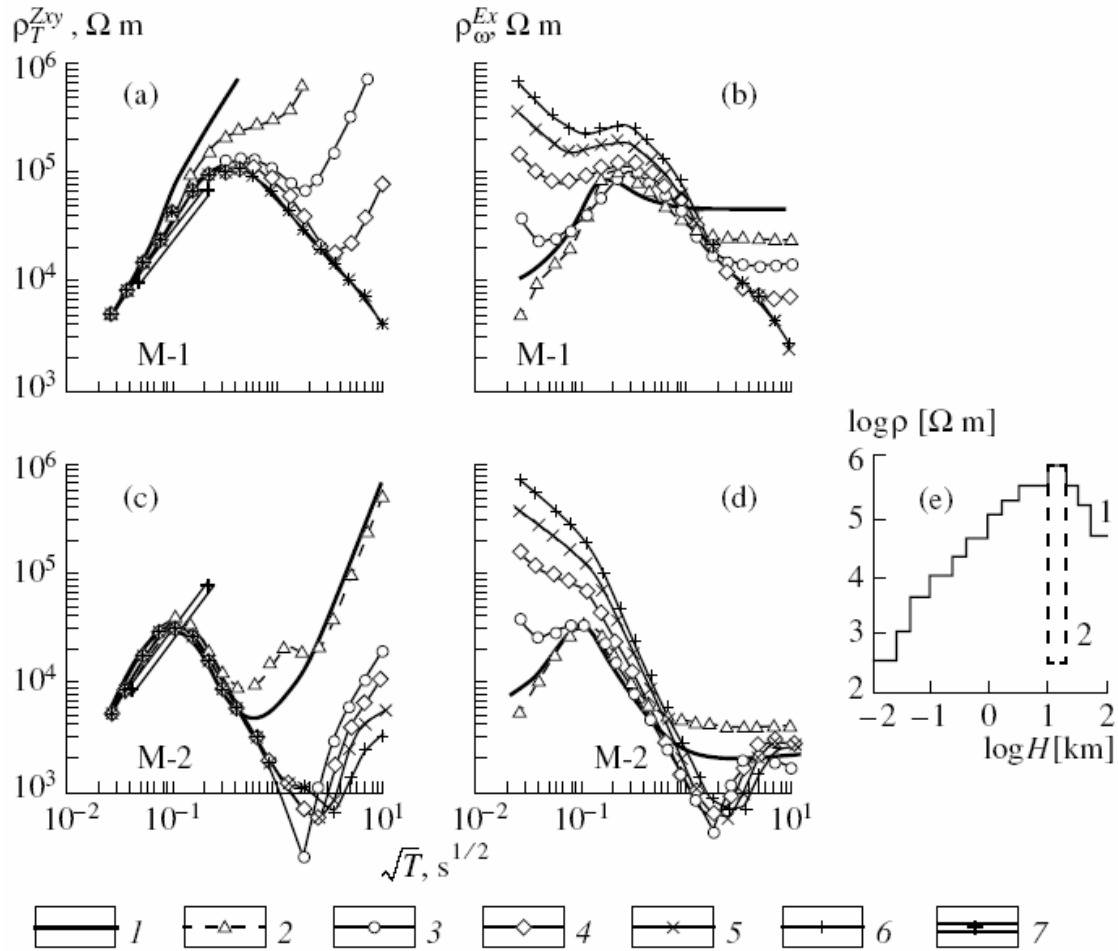 ρ_T^{Zxy}, Ω m
ρ_ω^{Ex}, Ω m
10^6
10^5
10^4
10^3
(a)
M-1
(b)
M-1
10^6
10^5
10^4
10^3
(c)
M-2
10^{-2} 10^{-1} 10^0 10^1
(d)
M-2
10^{-2} 10^{-1} 10^0 10^1
√T, s^{1/2}
log ρ [Ω m]
6
5
4
3
2
(e)
1
2
−2 −1 0 1 2
log H [km]
1 2 3 4 5 6 7